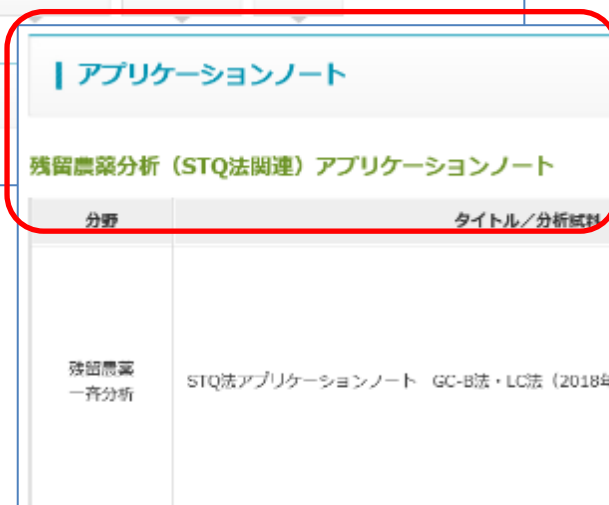 アプリケーションノート
残留農薬分析（STQ法関連）アプリケーションノート
分野
タイトル／分析試料
残留農薬
一斉分析
STQ法アプリケーションノート GC-B法・LC法（2018年